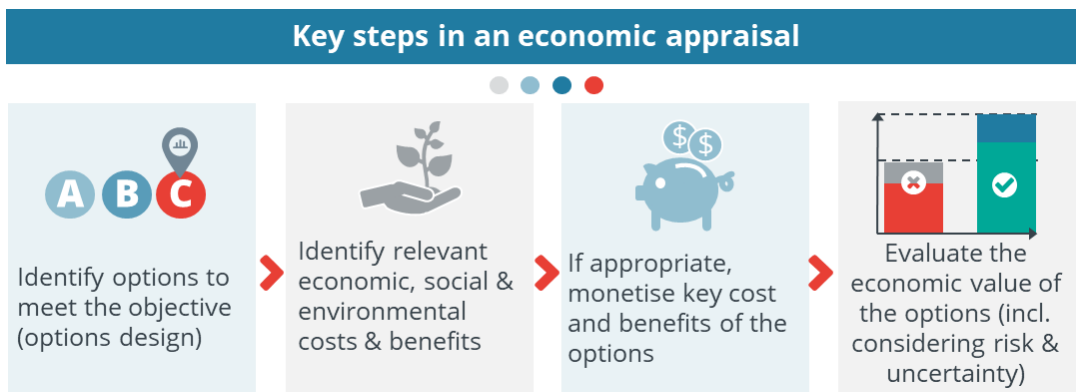 Key steps in an economic appraisal
A B C
Identify options to
meet the objective
(options design)
Identify relevant
economic, social &
environmental
costs & benefits
$ $
If appropriate,
monetise key cost
and benefits of the
options
Evaluate the
economic value of
the options (incl.
considering risk &
uncertainty)